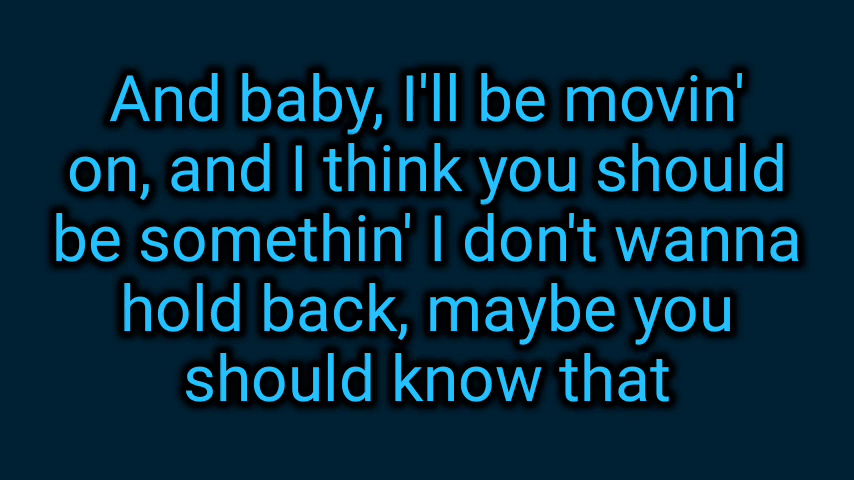 And baby, I'll be movin'
on, and I think you should
be somethin' I don't wanna
hold back, maybe you
should know that